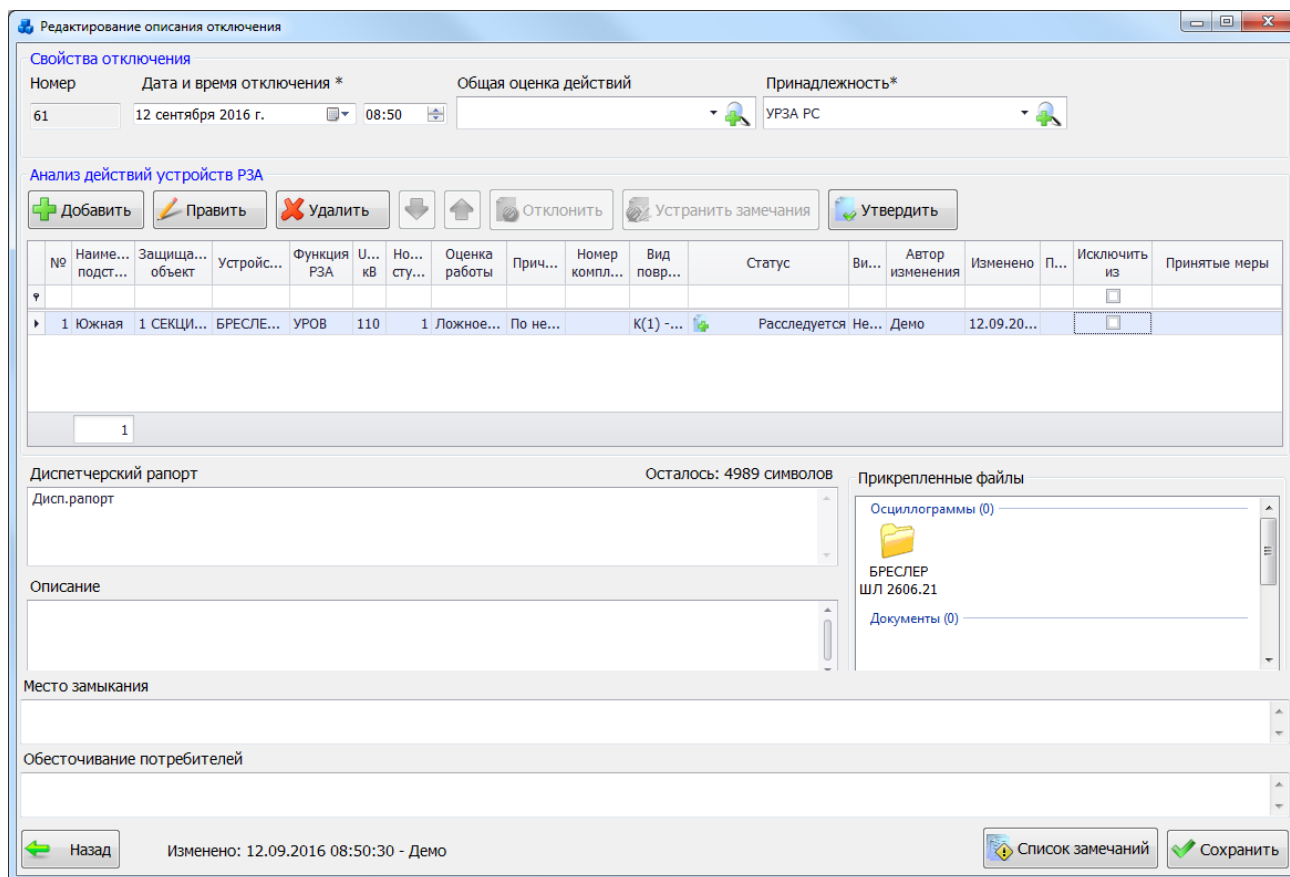 Редактирование описания отключения
Свойства отключения
Номер Дата и время отключения * Общая оценка действий Принадлежность*
61 12 сентября 2016 г. 08:50 УРЗА РС
Анализ действий устройств РЗА
Добавить Править Удалить Отклонить Устранить замечания Утвердить
№ Наиме... подст... Защища... объект Устройс... Функция РЗА U... кВ Но... сту... Оценка работы Прич... Номер компл... Вид повр... Статус Ви... Автор изменения Изменено П... Исключить из Принятые меры
1 Южная 1 СЕКЦИ... БРЕСЛЕ... УРОВ 110 1 Ложное... По не... К(1) -... Расследуется Не... Демо 12.09.20...
1
Диспетчерский рапорт Осталось: 4989 символов
Дисп.рапорт
Прикрепленные файлы
Осциллограммы (0)
БРЕСЛЕР
ШЛ 2606.21
Документы (0)
Описание
Место замыкания
Обесточивание потребителей
Назад Изменено: 12.09.2016 08:50:30 - Демо Список замечаний Сохранить